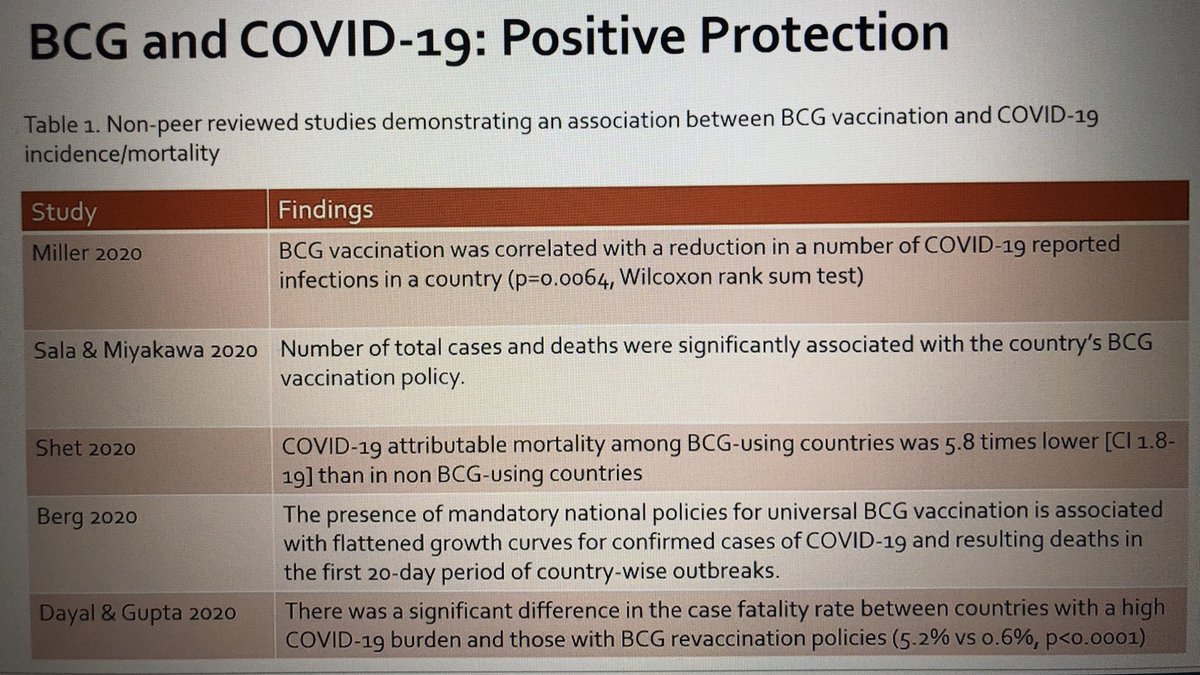 BCG and COVID-19: Positive Protection
Table 1. Non-peer reviewed studies demonstrating an association between BCG vaccination and COVID-19
incidence/mortality
Study
Findings
Miller 2020
BCG vaccination was correlated with a reduction in a number of COVID-19 reported
infections in a country (p=0.0064, Wilcoxon rank sum test)
Sala & Miyakawa 2020
Number of total cases and deaths were significantly associated with the country's BCG
vaccination policy.
Shet 2020
COVID-19 attributable mortality among BCG-using countries was 5.8 times lower [CI 1.8-
19] than in non BCG-using countries
Berg 2020
The presence of mandatory national policies for universal BCG vaccination is associated
with flattened growth curves for confirmed cases of COVID-19 and resulting deaths in
the first 20-day period of country-wise outbreaks.
Dayal & Gupta 2020
There was a significant difference in the case fatality rate between countries with a high
COVID-19 burden and those with BCG revaccination policies (5.2% vs 0.6%, p<0.0001)